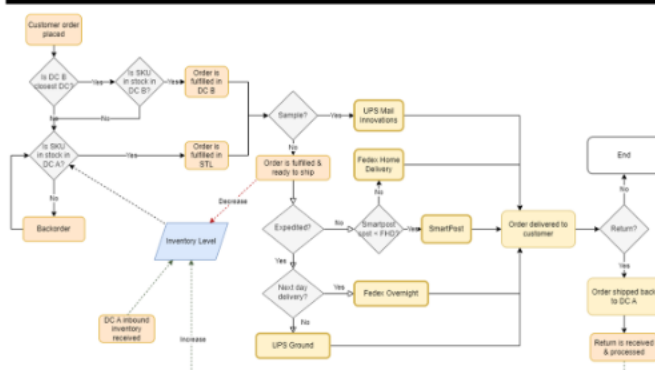 Customer order
placed
Is DC B
closest DC?
Yes
Is SKU
in stock in
DC B?
Yes
Order is
fulfilled in
DC B
No
No
Is SKU
in stock in
DC A?
Yes
Order is
fulfilled in
STL
No
Backorder
Sample?
Yes
UPS Mail
Innovations
No
Order is fulfilled &
ready to ship
Decrease
Inventory Level
DC A inbound
inventory
received
Increase
Expedited?
No
Smartpost
cost < FHD?
No
Fedex Home
Delivery
Yes
SmartPost
Yes
Next day
delivery?
Yes
Fedex Overnight
No
UPS Ground
Order delivered to
customer
Return?
No
End
Yes
Order shipped back
to DC A
Return is received
& processed